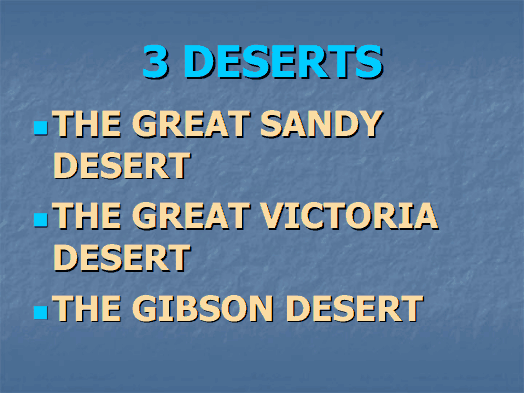 3 DESERTS
THE GREAT SANDY
DESERT
THE GREAT VICTORIA
DESERT
THE GIBSON DESERT